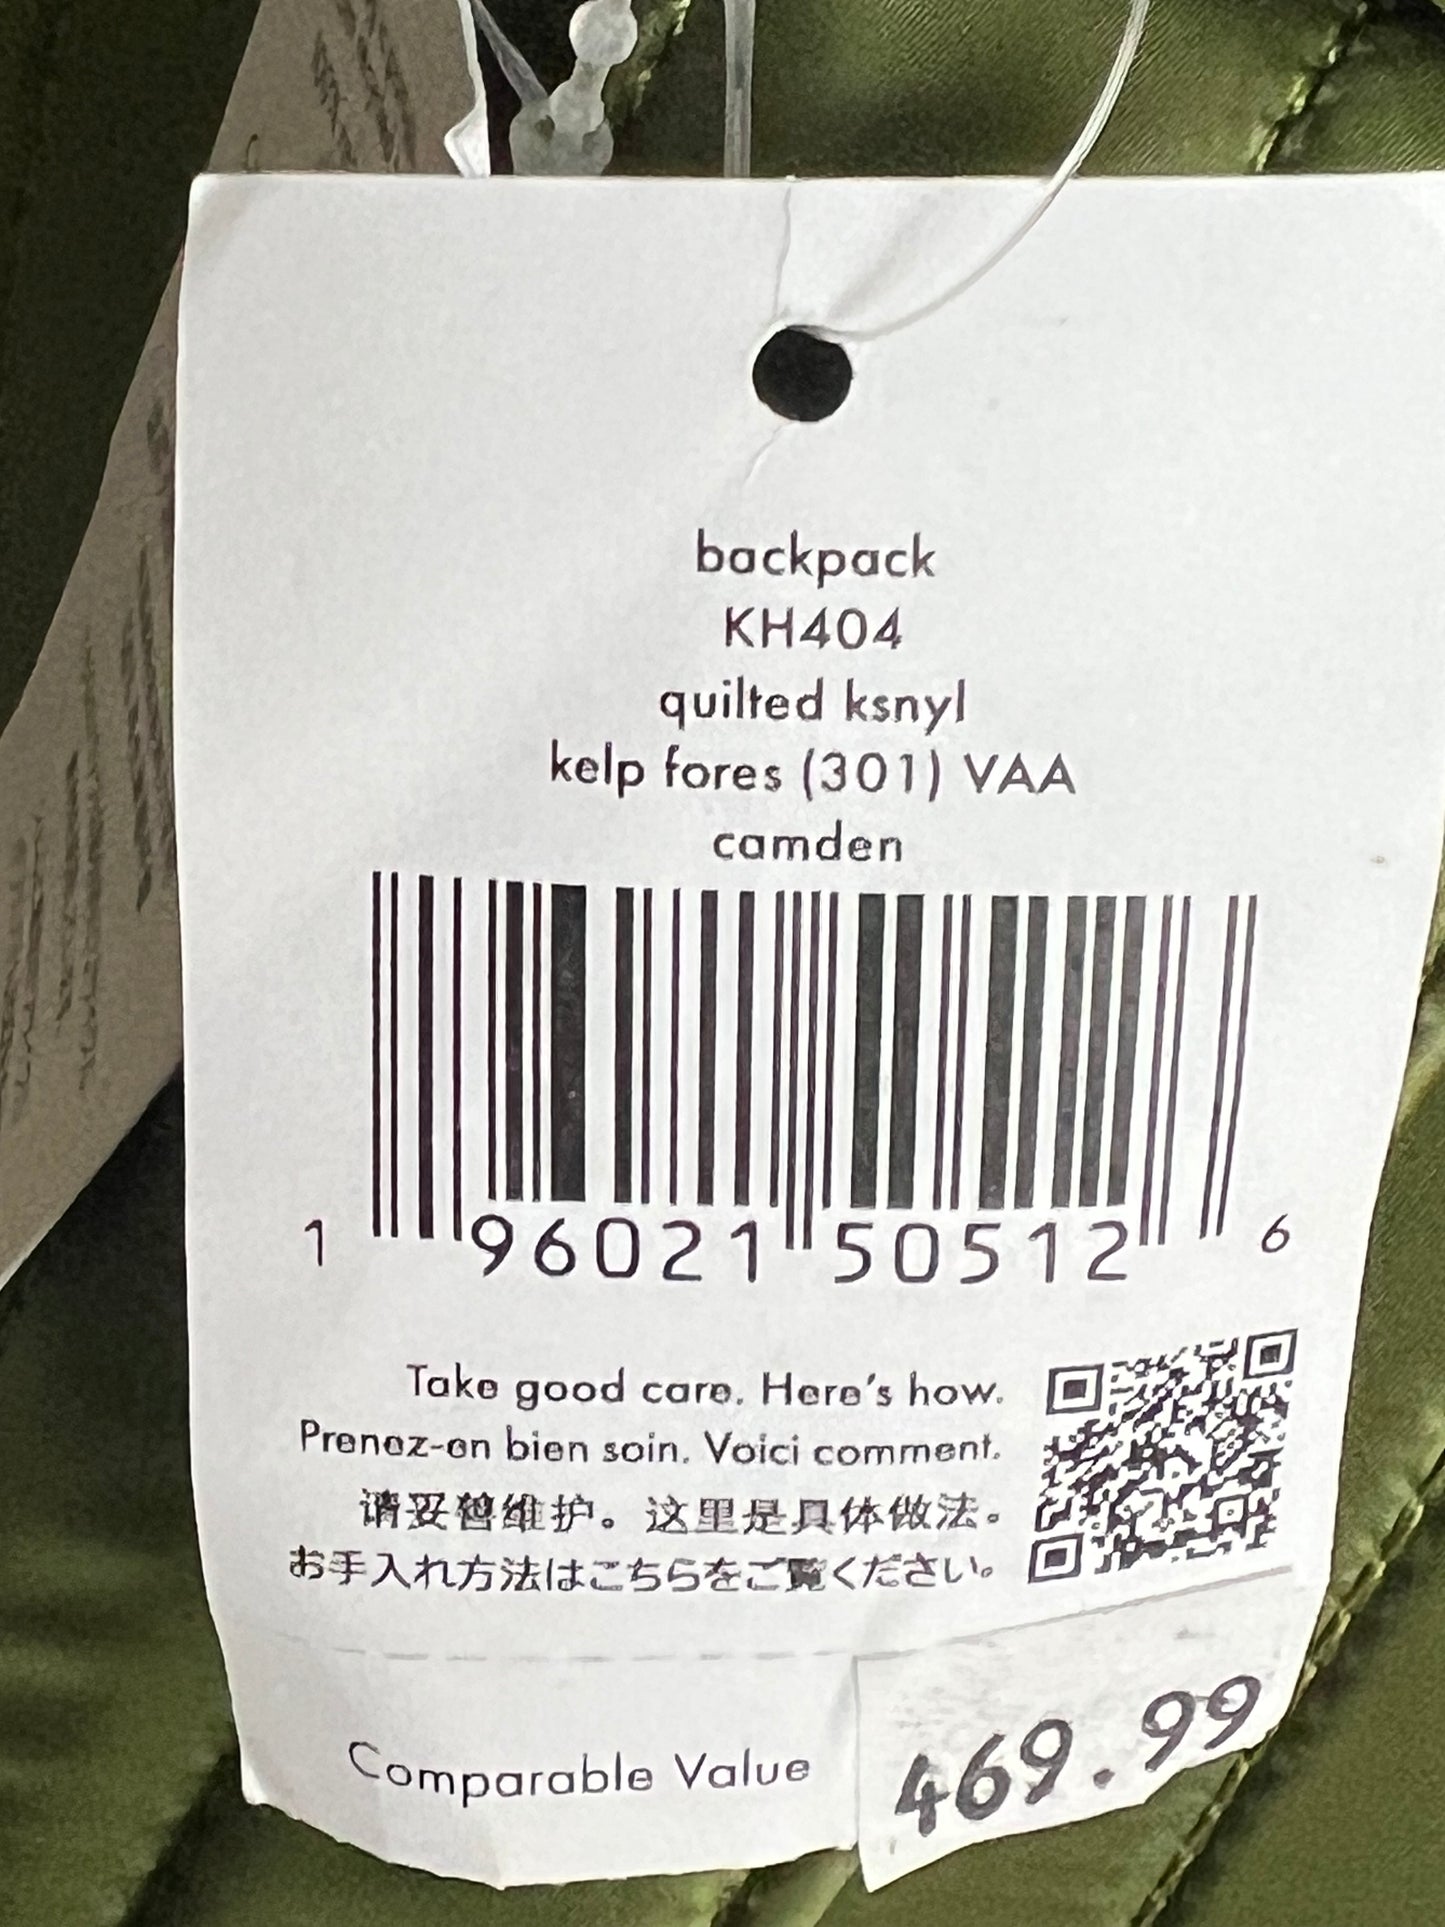 backpack
KH404
quilted ksnyl
kelp fores (301) VAA
camden
1 96021 50512 6
Take good care. Here's how.
Prenez-en bien soin. Voici comment.
请妥善维护。这里是具体做法。
お手入れ方法はこちらをご覧ください。
Comparable Value 469.99